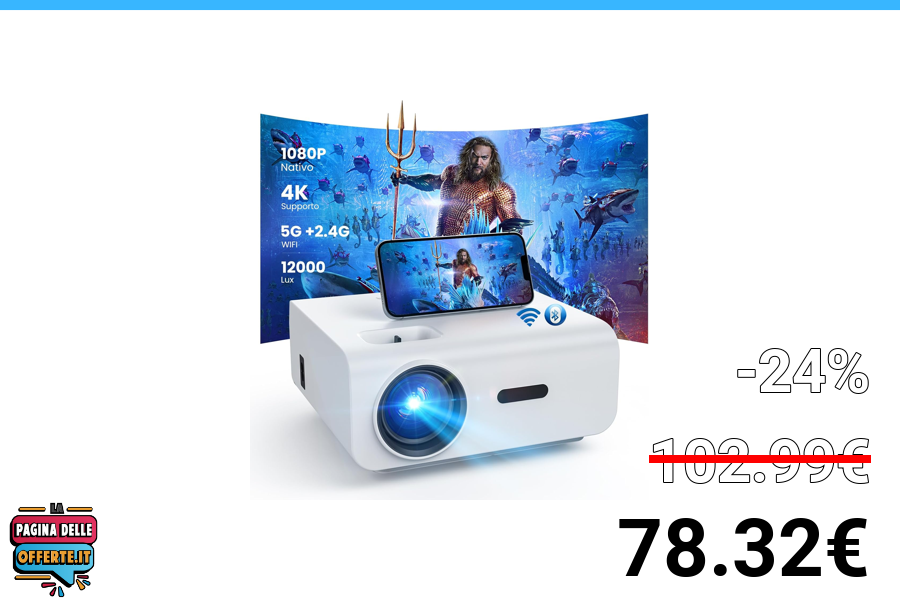 1080P
Nativo
4K
Supporto
5G +2.4G
WIFI
12000
Lux
-24%
102.99€
78.32€
LA
PAGINA DELLE
OFFERTE.IT